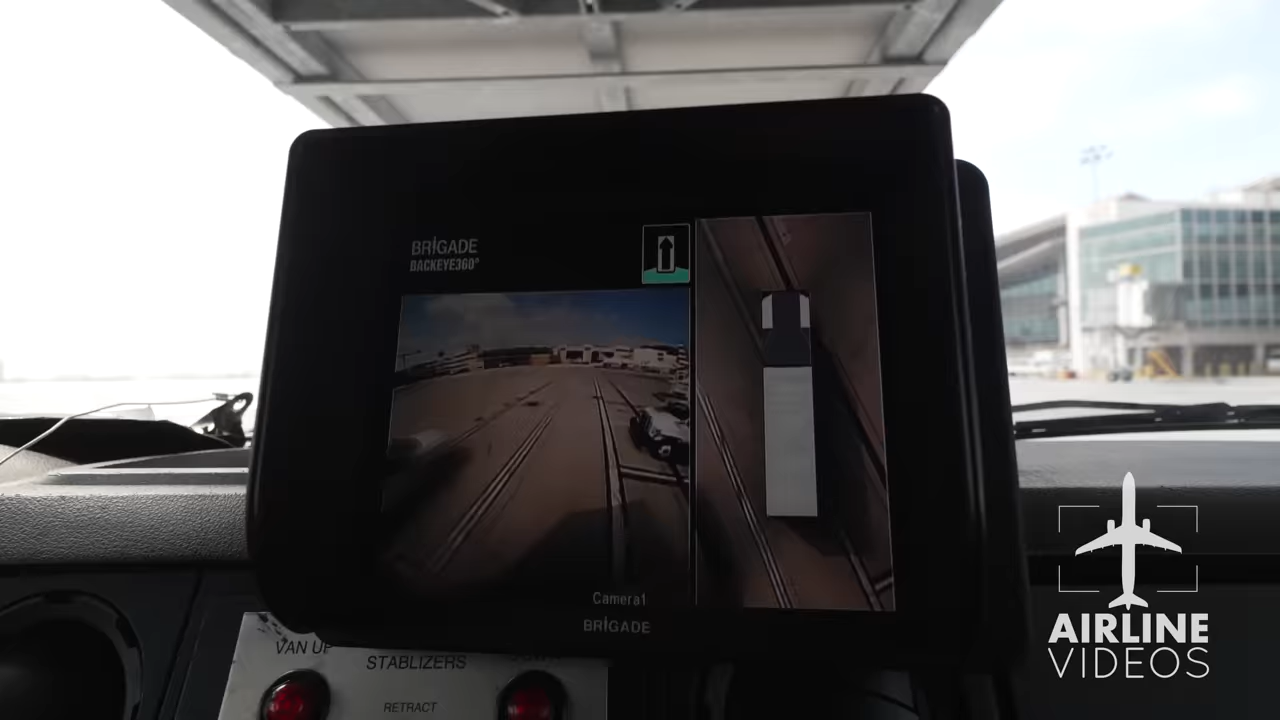 BRIGADE
BACKEYE360°
Camera1
BRIGADE
VAN UP
STABLIZERS
RETRACT
AIRLINE
VIDEOS